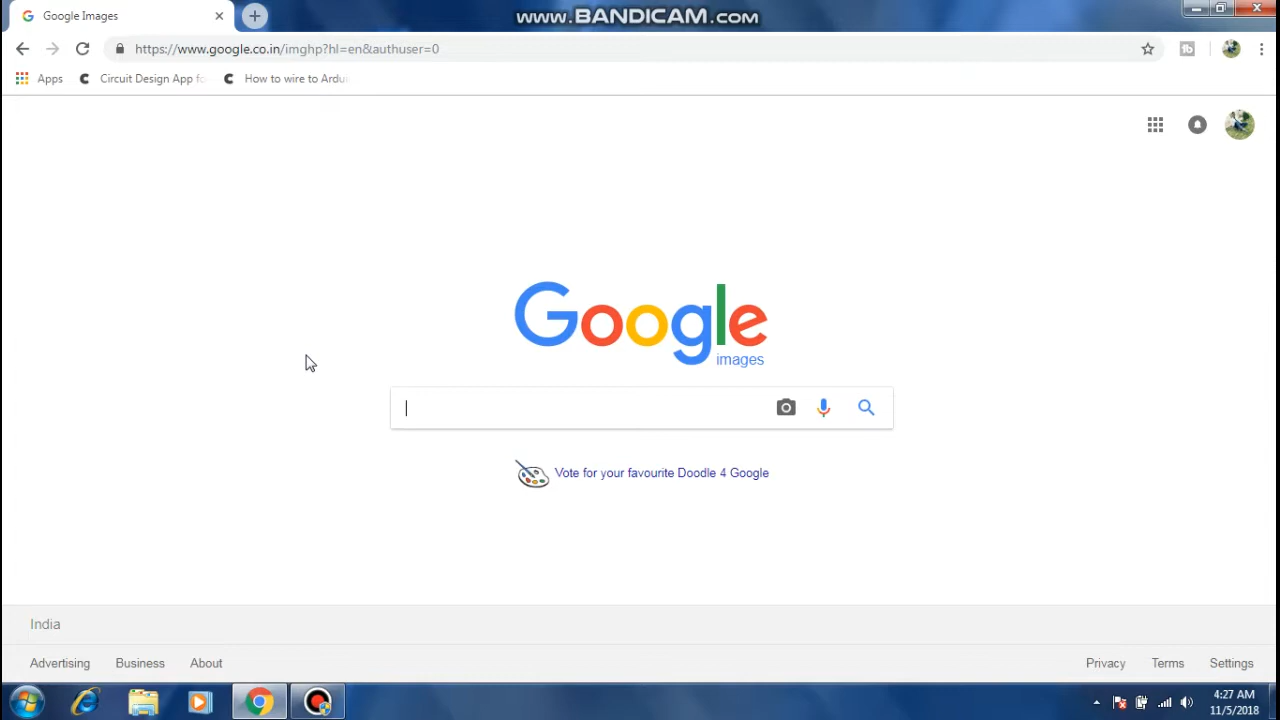 Google Images
www.BANDICAM.com
https://www.google.co.in/imghp?hl=en&authuser=0
Apps
Circuit Design App fo
How to wire to Ardui
Google
images
Vote for your favourite Doodle 4 Google
India
Advertising
Business
About
Privacy
Terms
Settings
4:27 AM
11/5/2018